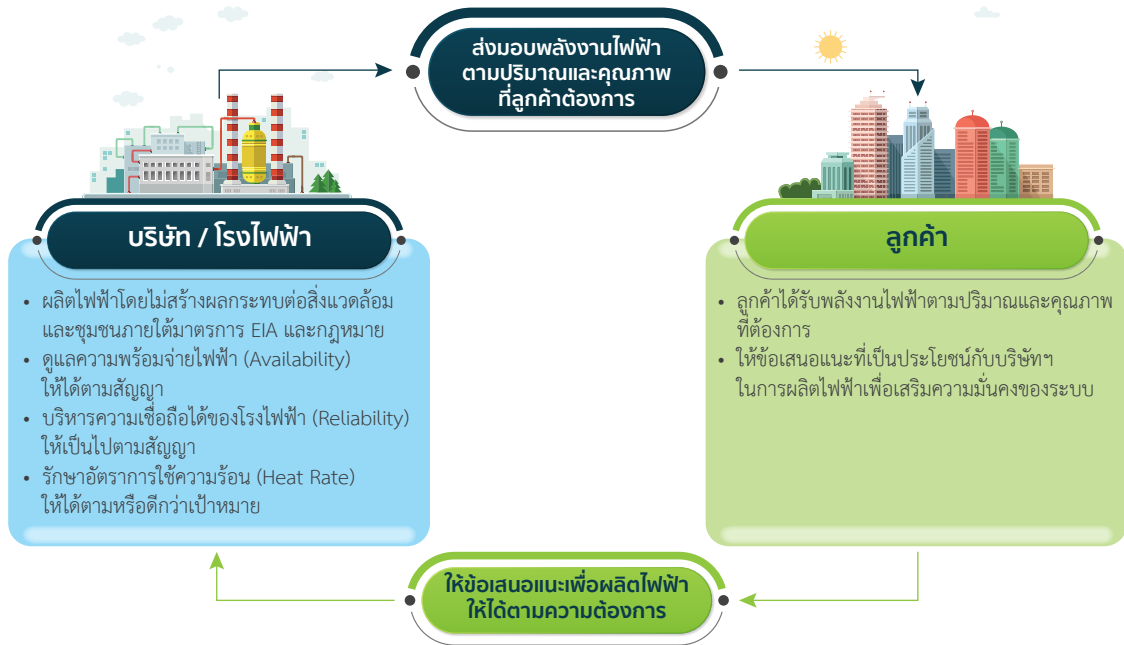 ส่งมอบพลังงานไฟฟ้า
ตามปริมาณและคุณภาพ
ที่ลูกค้าต้องการ
บริษัท / โรงไฟฟ้า
• ผลิตไฟฟ้าโดยไม่สร้างผลกระทบต่อสิ่งแวดล้อม
และชุมชนภายใต้มาตรการ EIA และกฎหมาย
• ดูแลความพร้อมจ่ายไฟฟ้า (Availability)
ให้ได้ตามสัญญา
• บริหารความเชื่อถือได้ของโรงไฟฟ้า (Reliability)
ให้เป็นไปตามสัญญา
• รักษาอัตราการใช้ความร้อน (Heat Rate)
ให้ได้ตามหรือดีกว่าเป้าหมาย
ลูกค้า
• ลูกค้าได้รับพลังงานไฟฟ้าตามปริมาณและคุณภาพ
ที่ต้องการ
• ให้ข้อเสนอแนะที่เป็นประโยชน์กับบริษัทฯ
ในการผลิตไฟฟ้าเพื่อเสริมความมั่นคงของระบบ
ให้ข้อเสนอแนะเพื่อผลิตไฟฟ้า
ให้ได้ตามความต้องการ